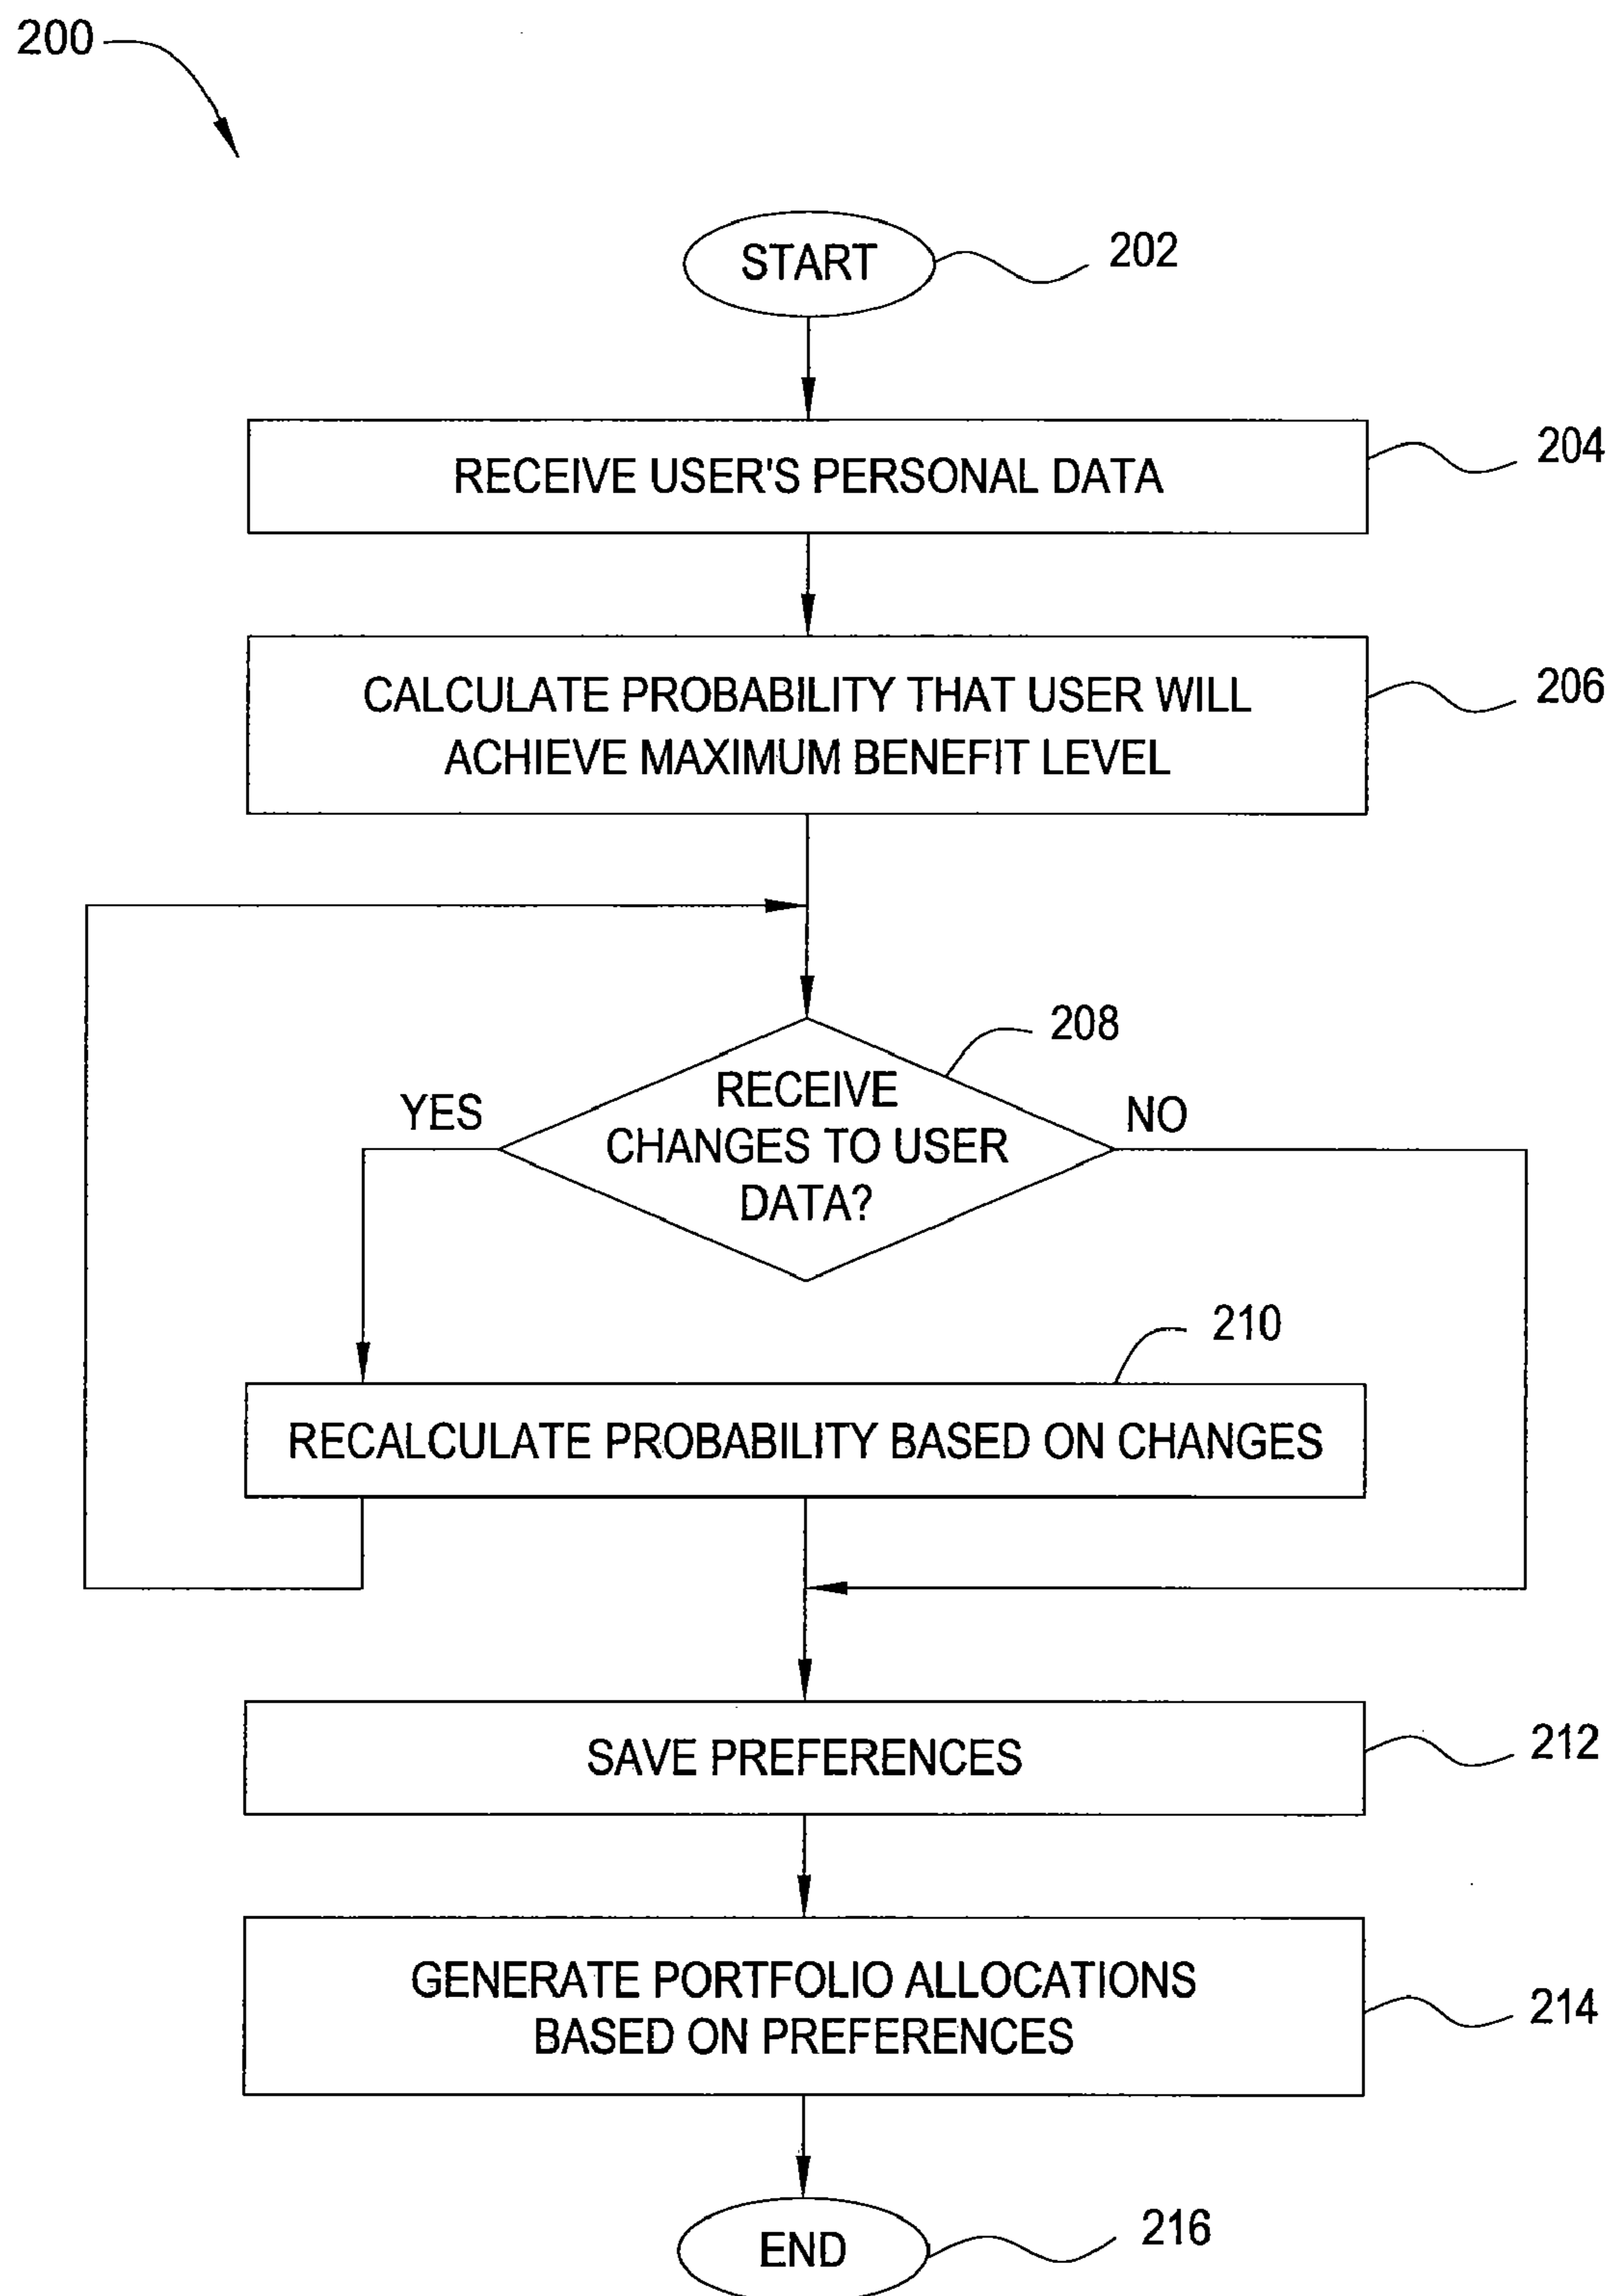 200
START
202
RECEIVE USER'S PERSONAL DATA
204
CALCULATE PROBABILITY THAT USER WILL
ACHIEVE MAXIMUM BENEFIT LEVEL
206
208
RECEIVE
CHANGES TO USER
DATA?
YES
NO
210
RECALCULATE PROBABILITY BASED ON CHANGES
SAVE PREFERENCES
212
GENERATE PORTFOLIO ALLOCATIONS
BASED ON PREFERENCES
214
END
216